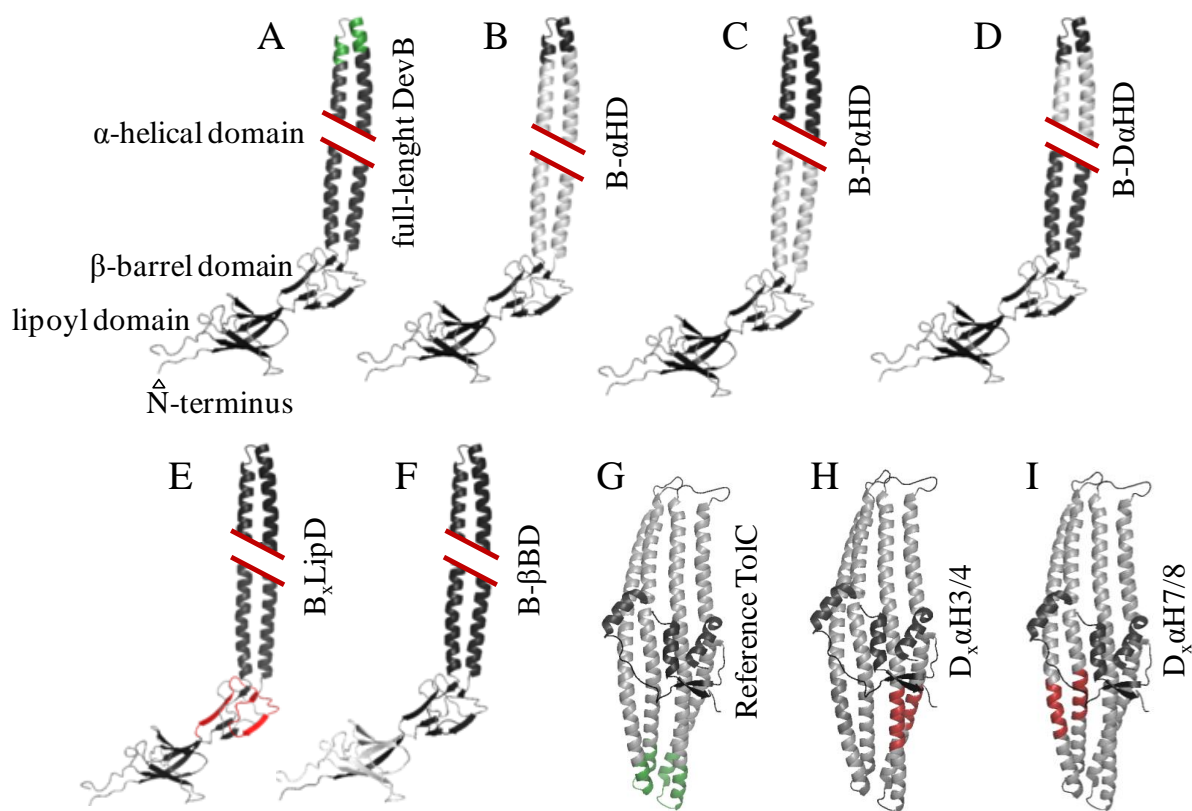 A
B
C
D
full-lenght DevB
B-αHD
B-PαHD
B-DαHD
α-helical domain
β-barrel domain
lipoyl domain
N-terminus
E
F
G
H
I
BxLipD
B-βBD
Reference TolC
DxαH3/4
DxαH7/8